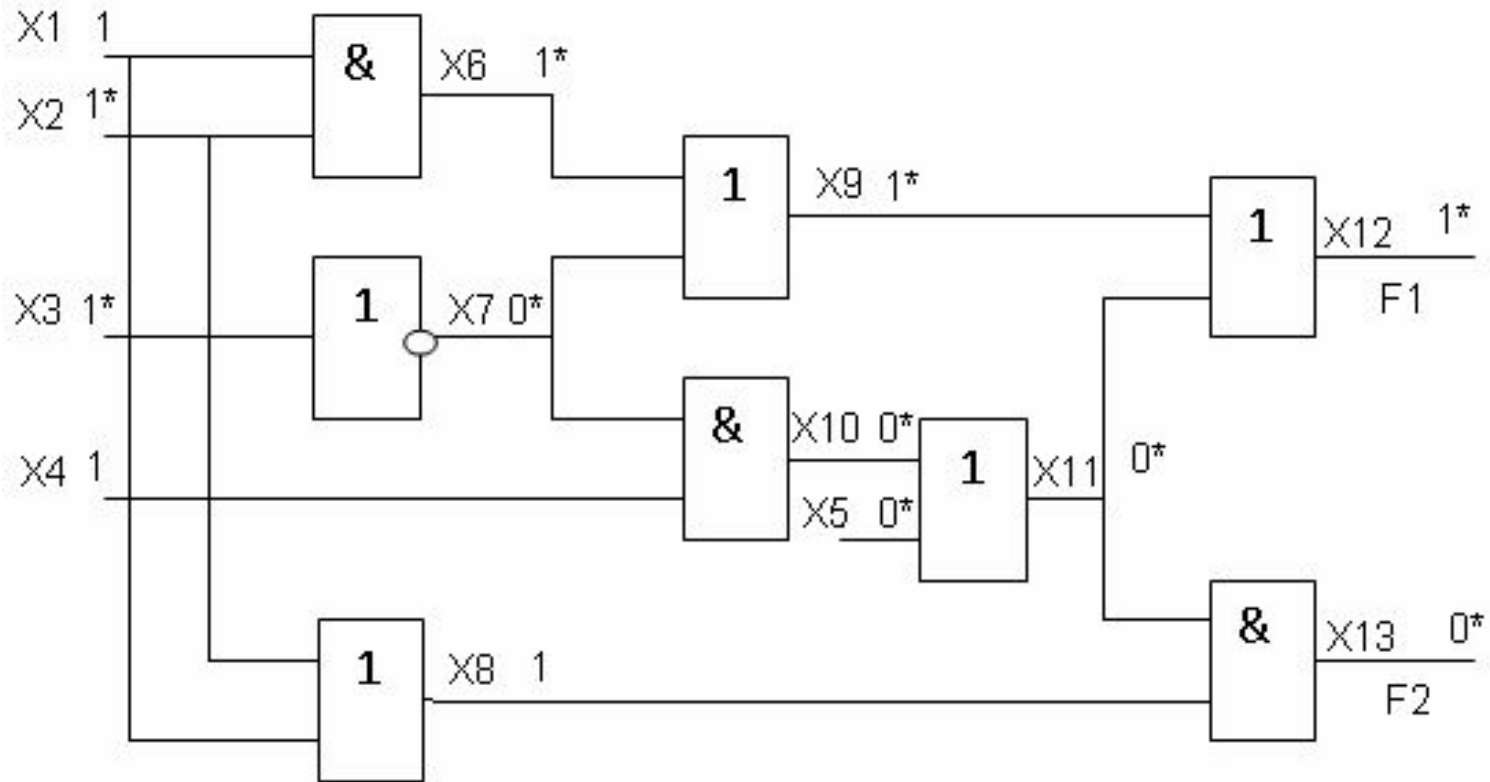 X1 1
&
X6 1*
X2 1*
1
X9 1*
1
X12 1*
F1
X3 1*
1
X7 0*
&
X10 0*
1
X11 0*
X4 1
X5 0*
&
X13 0*
F2
1
X8 1